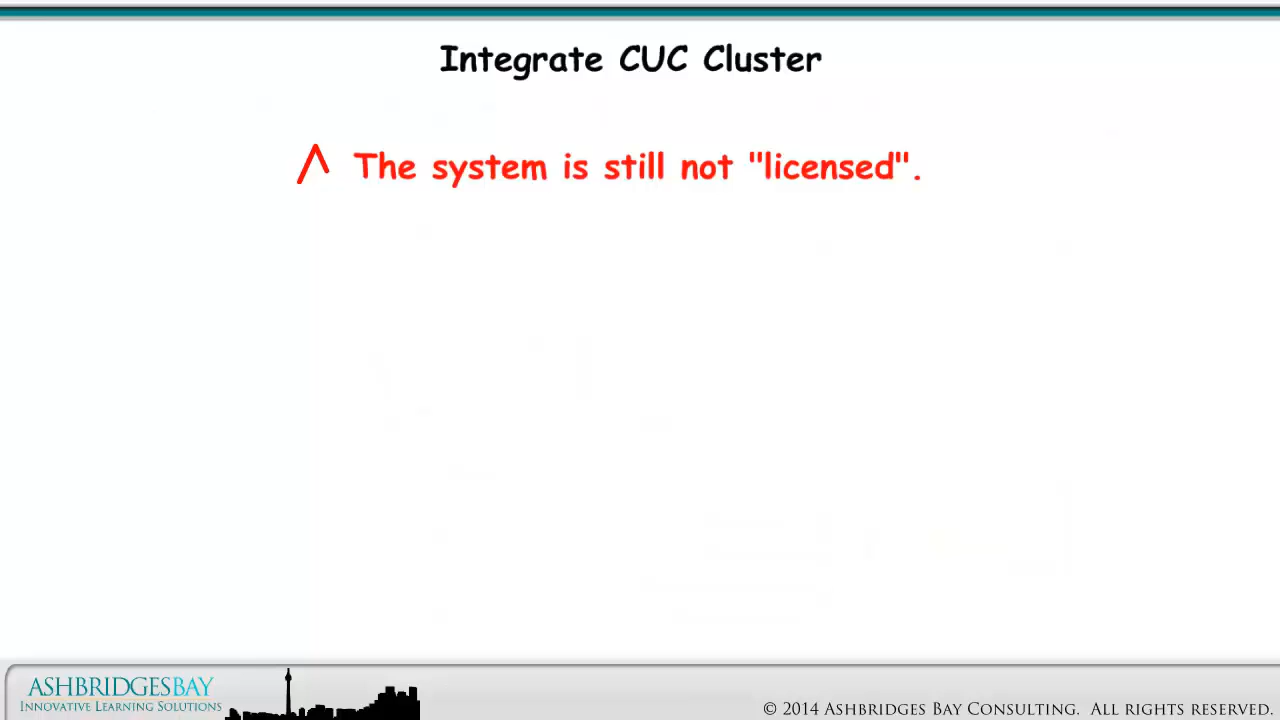 Integrate CUC Cluster
The system is still not "licensed".
ASHBRIDGESBAY
INNOVATIVE LEARNING SOLUTIONS
© 2014 ASHBRIDGES BAY CONSULTING. ALL RIGHTS RESERVED.